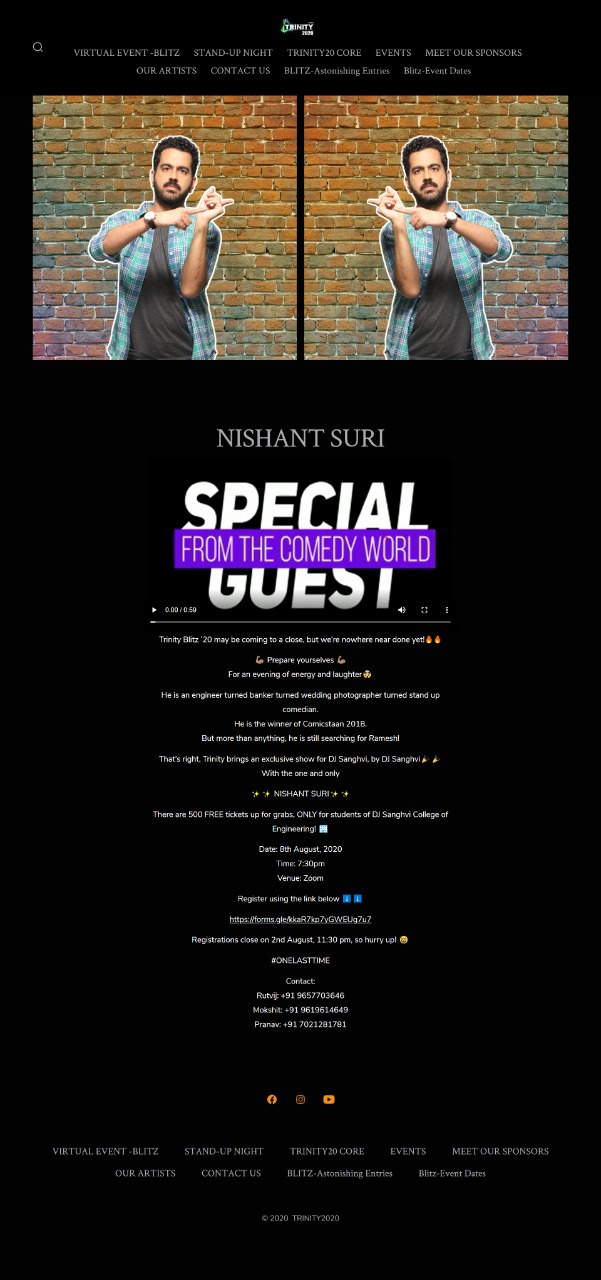 TRINITY
2020
VIRTUAL EVENT -BLITZ STAND-UP NIGHT TRINITY20 CORE EVENTS MEET OUR SPONSORS
OUR ARTISTS CONTACT US BLITZ-Astonishing Entries Blitz-Event Dates
NISHANT SURI
SPECIAL
FROM THE COMEDY WORLD
GUEST
0:00 / 0:59
Trinity Blitz '20 may be coming to a close, but we're nowhere near done yet!🔥🔥
💪🏼 Prepare yourselves 💪🏼
For an evening of energy and laughter🤯
He is an engineer turned banker turned wedding photographer turned stand up
comedian.
He is the winner of Comicstaan 2018.
But more than anything, he is still searching for Ramesh!
That's right, Trinity brings an exclusive show for DJ Sanghvi, by DJ Sanghvi🎉 🎉
With the one and only
✨ ✨ NISHANT SURI✨ ✨
There are 500 FREE tickets up for grabs, ONLY for students of DJ Sanghvi College of
Engineering! 🏢
Date: 8th August, 2020
Time: 7:30pm
Venue: Zoom
Register using the link below ⬇️ ⬇️
https://forms.gle/kkaR7kp7yGWEUg7u7
Registrations close on 2nd August, 11:30 pm, so hurry up! 😄
#ONELASTTIME
Contact:
Rutvij: +91 9657703646
Mokshit: +91 9619614649
Pranav: +91 7021281781
VIRTUAL EVENT -BLITZ STAND-UP NIGHT TRINITY20 CORE EVENTS MEET OUR SPONSORS
OUR ARTISTS CONTACT US BLITZ-Astonishing Entries Blitz-Event Dates
© 2020 TRINITY2020